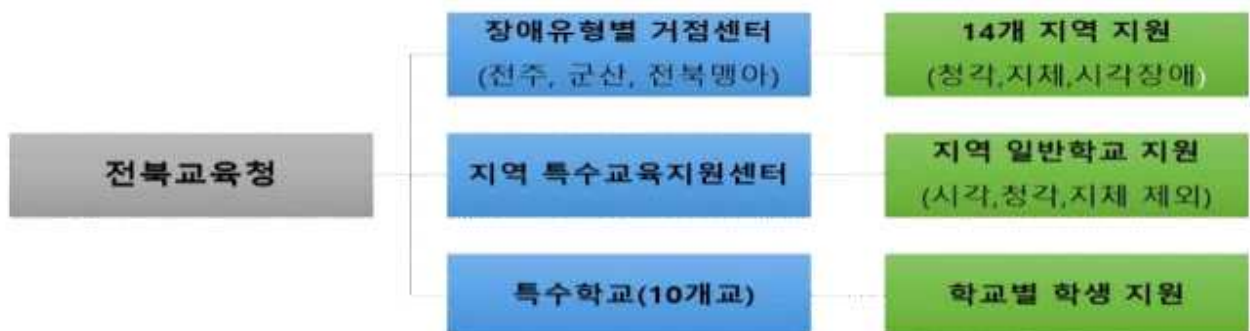 전북교육청
장애유형별 거점센터
(전주, 군산, 전북맹아)
14개 지역 지원
(청각,지체,시각장애)
지역 특수교육지원센터
지역 일반학교 지원
(시각,청각,지체 제외)
특수학교(10개교)
학교별 학생 지원